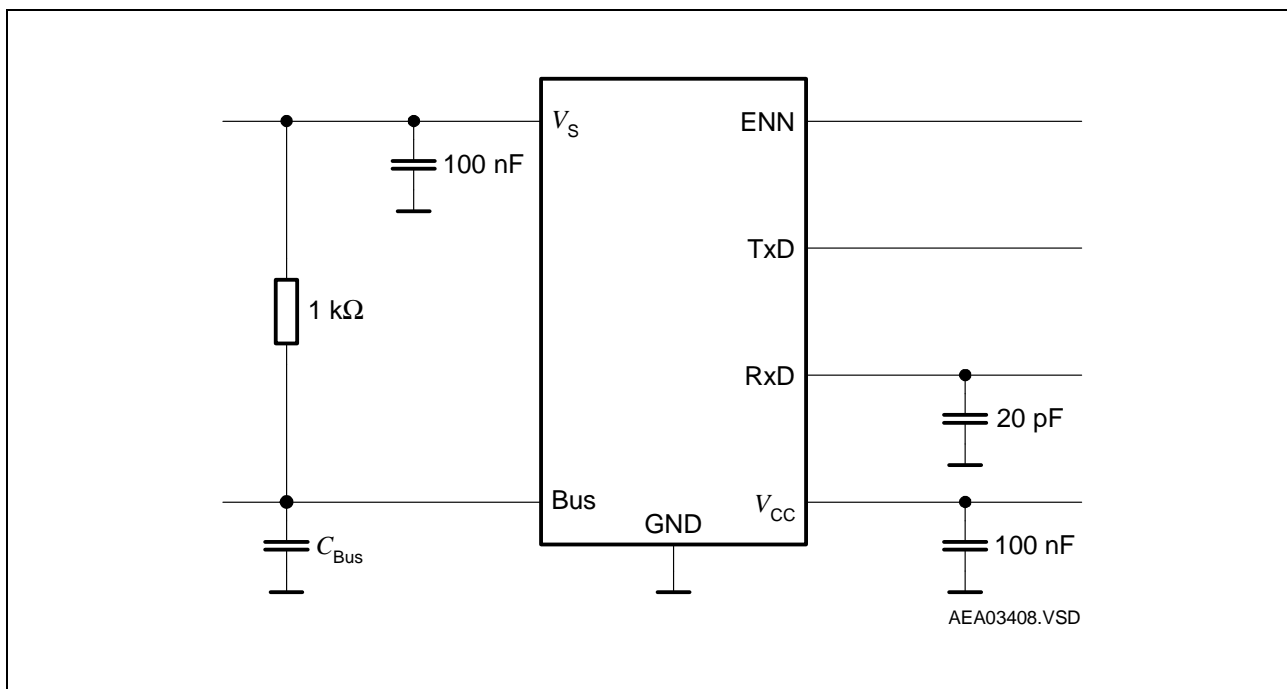 V_S
ENN
100 nF
TxD
1 kΩ
RxD
20 pF
Bus
V_CC
GND
C_Bus
100 nF
AEA03408.VSD